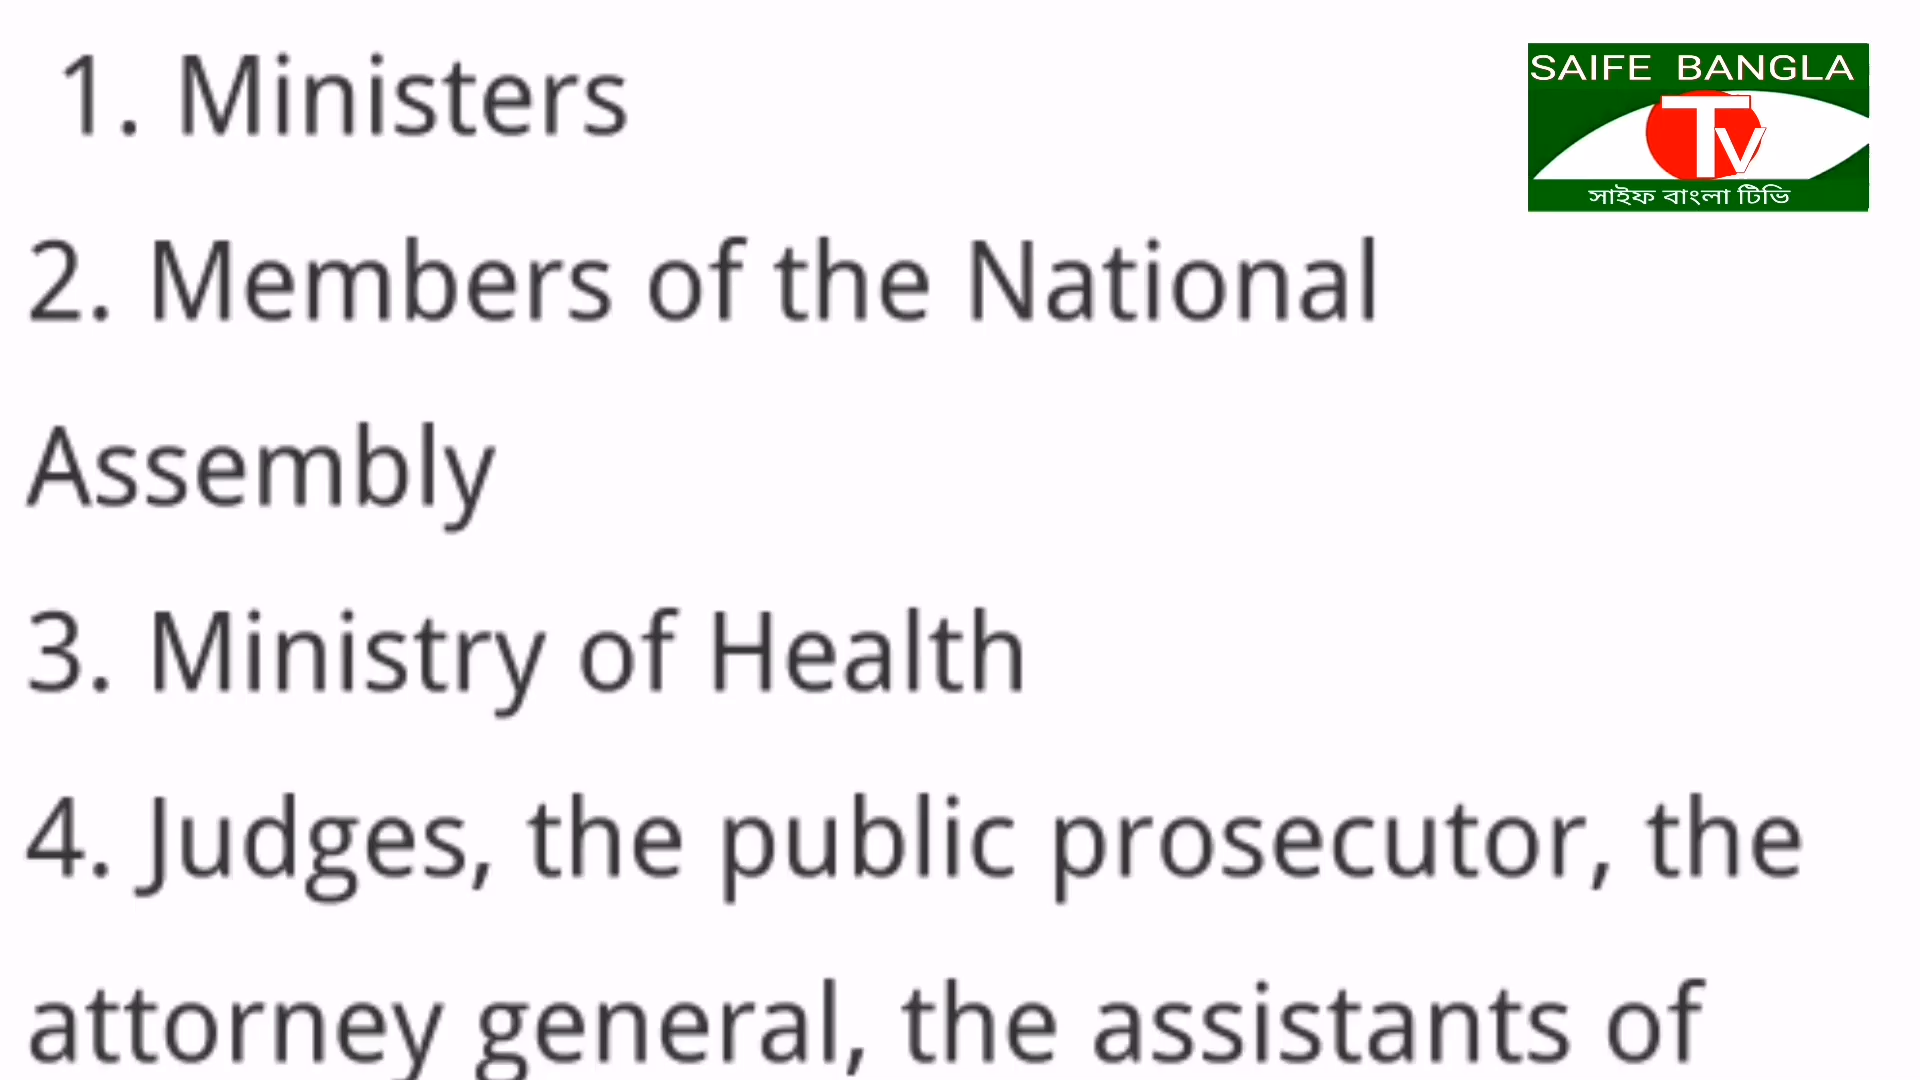 1. Ministers
SAIFE BANGLA
Tv
সাইফ বাংলা টিভি
2. Members of the National
Assembly
3. Ministry of Health
4. Judges, the public prosecutor, the
attorney general, the assistants of